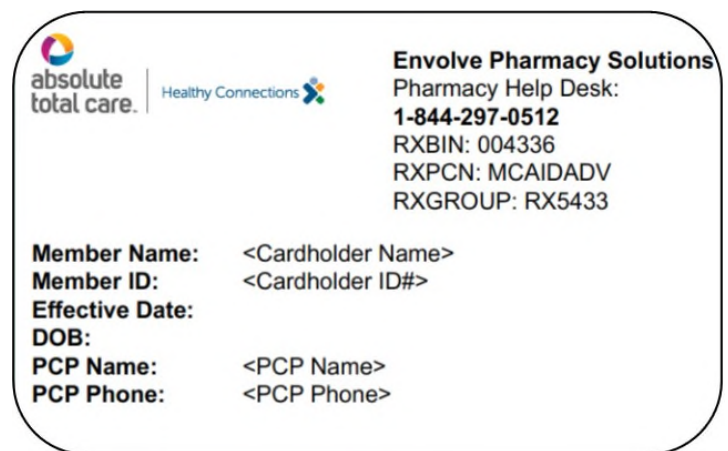 absolute
total care.
Healthy Connections
Envolve Pharmacy Solutions
Pharmacy Help Desk:
1-844-297-0512
RXBIN: 004336
RXPCN: MCAIDADV
RXGROUP: RX5433
Member Name: <Cardholder Name>
Member ID: <Cardholder ID#>
Effective Date:
DOB:
PCP Name: <PCP Name>
PCP Phone: <PCP Phone>